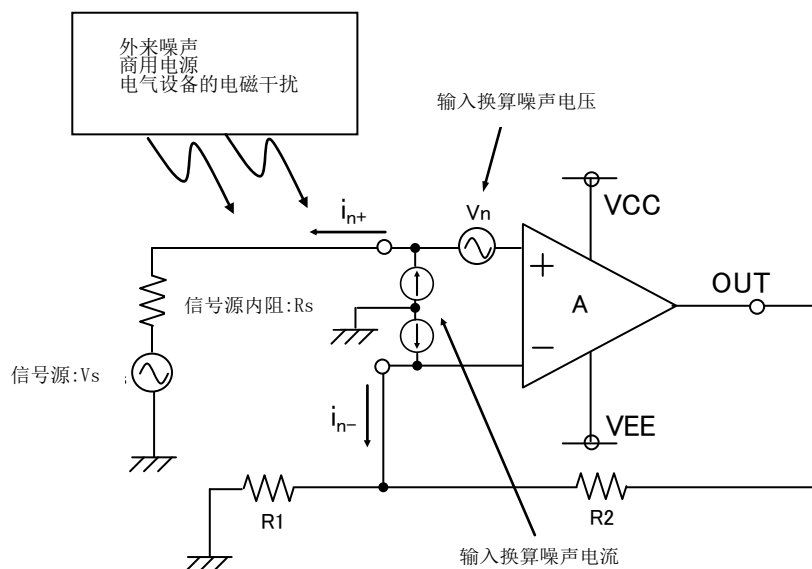 外来噪声
商用电源
电气设备的电磁干扰
输入换算噪声电压
in+
Vn
VCC
OUT
A
信号源内阻:Rs
信号源:Vs
in-
VEE
R1
R2
输入换算噪声电流